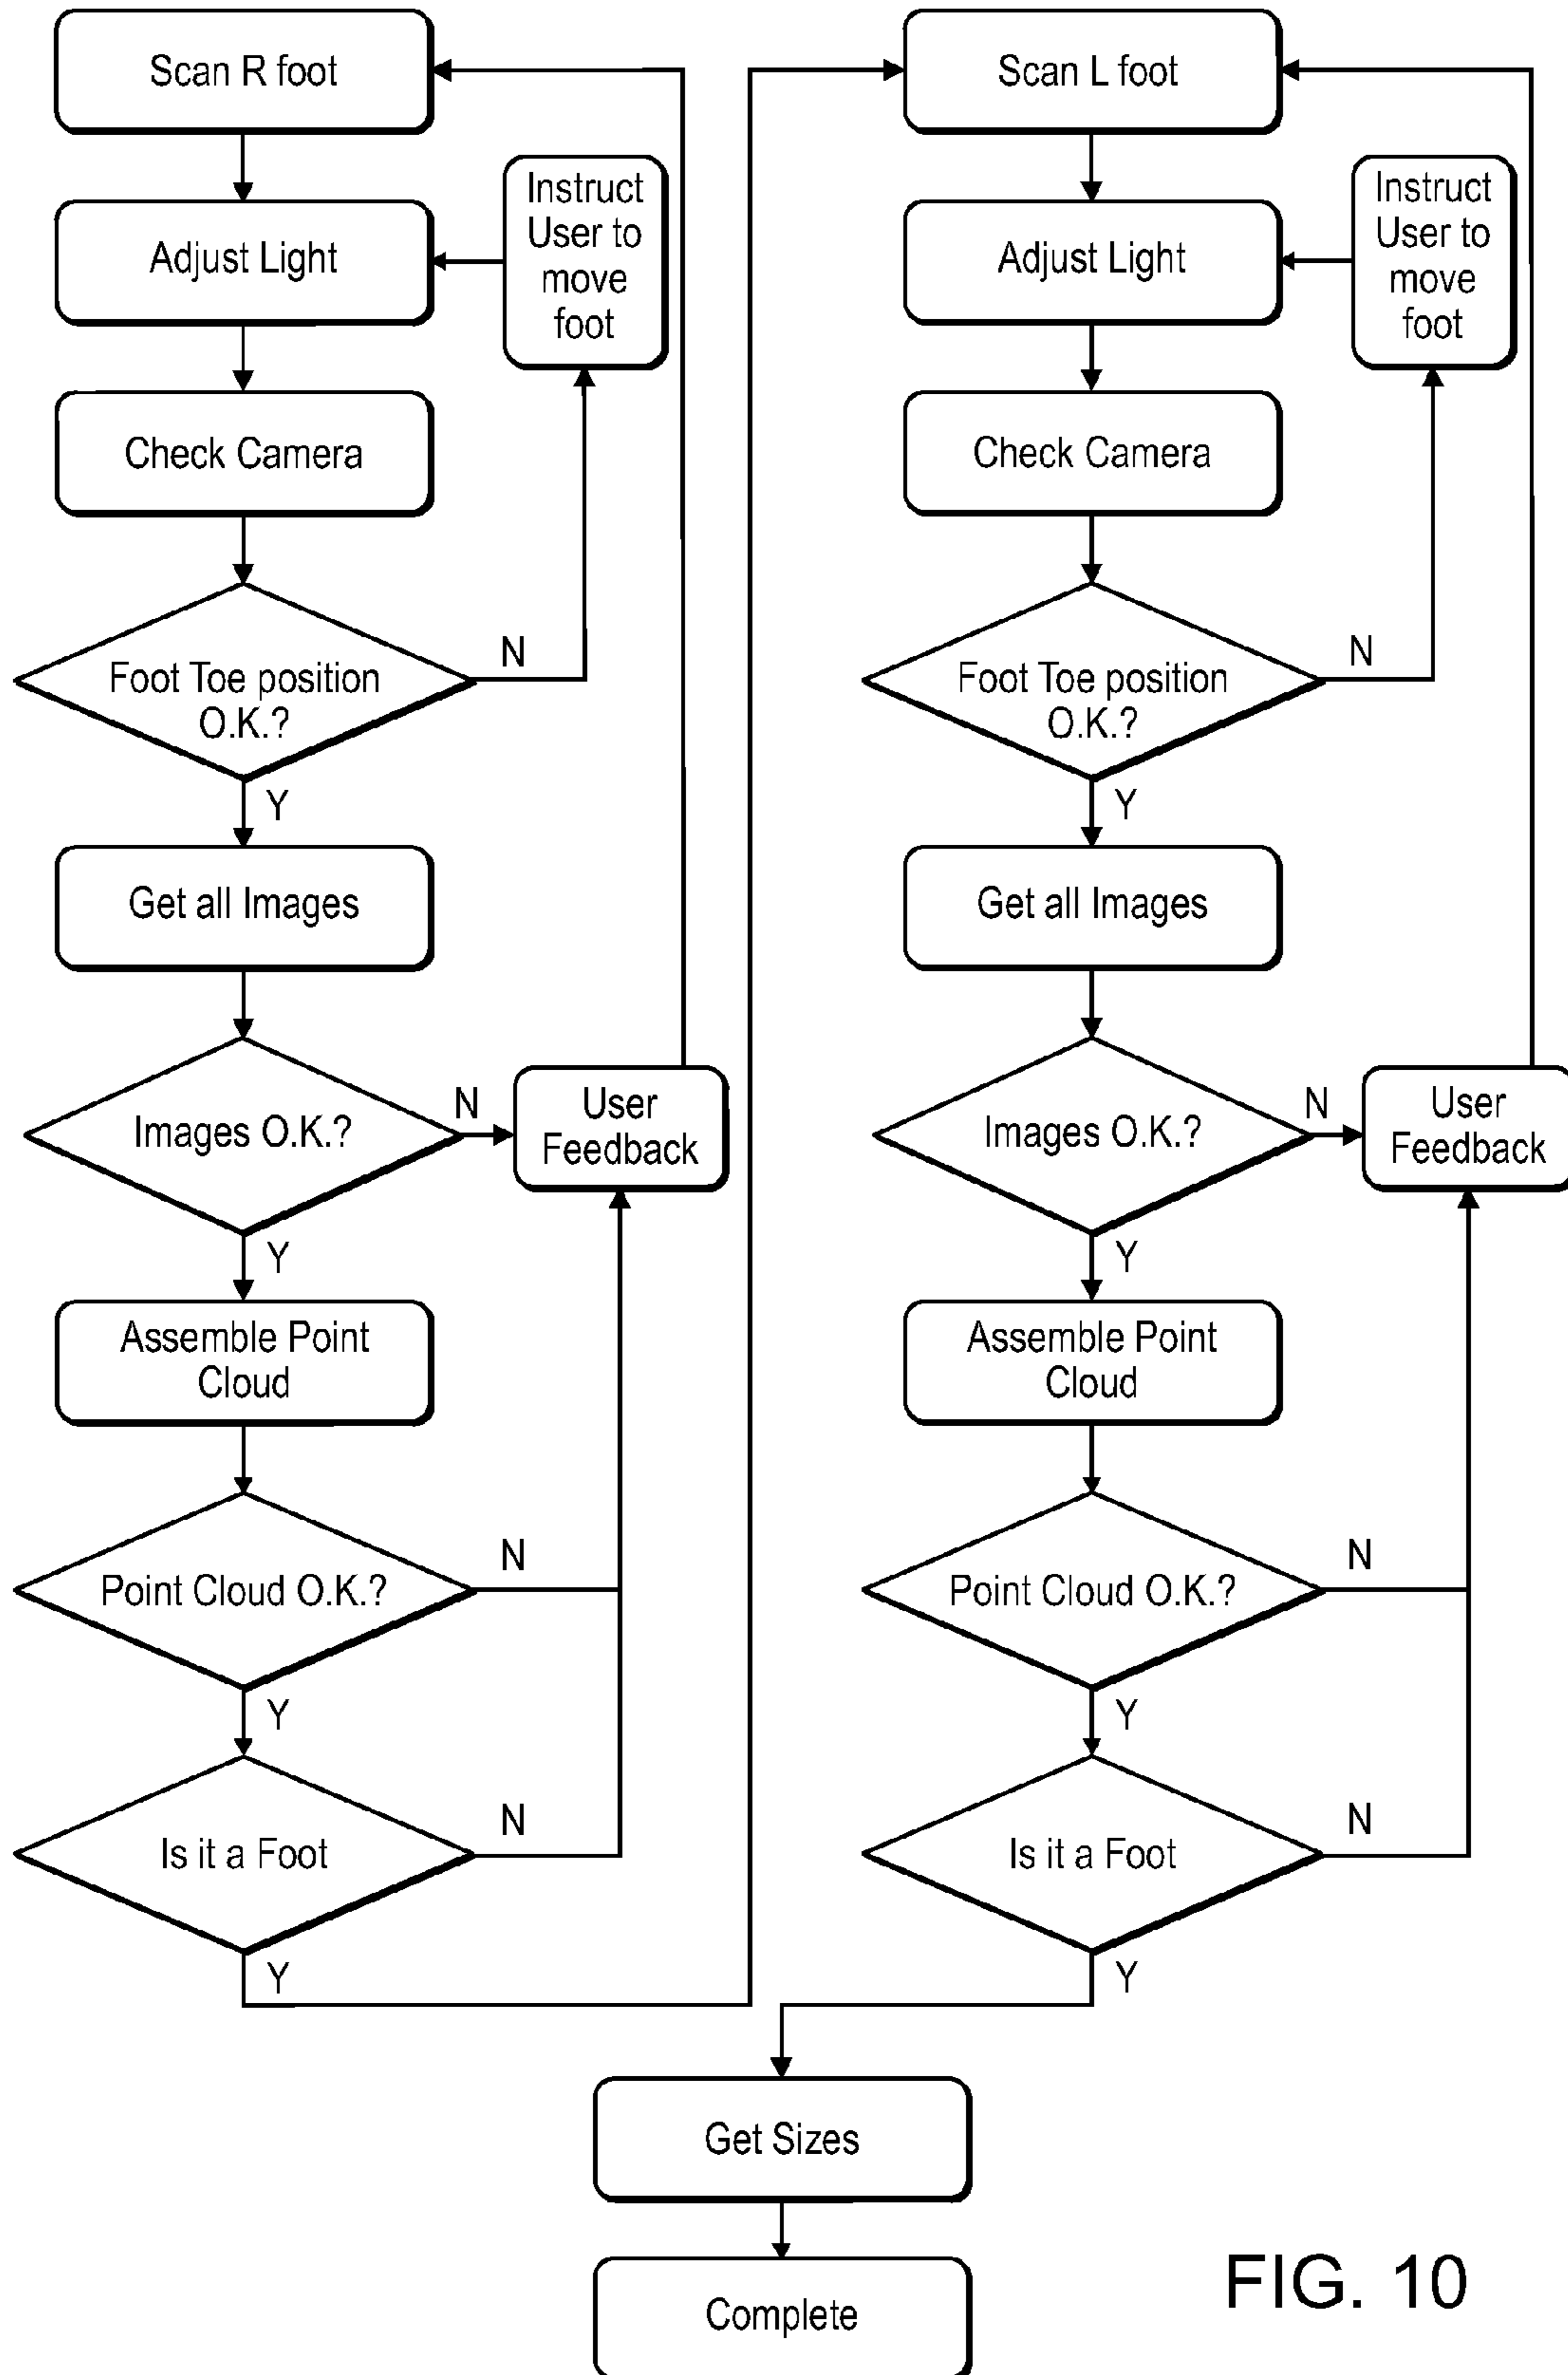 Scan R foot
Instruct
User to
move
foot
Adjust Light
Check Camera
N
Foot Toe position
O.K.?
Y
Get all Images
N
Images O.K.?
User
Feedback
Y
Assemble Point
Cloud
N
Point Cloud O.K.?
Y
N
Is it a Foot
Y
Scan L foot
Instruct
User to
move
foot
Adjust Light
Check Camera
N
Foot Toe position
O.K.?
Y
Get all Images
N
Images O.K.?
User
Feedback
Y
Assemble Point
Cloud
N
Point Cloud O.K.?
Y
N
Is it a Foot
Y
Get Sizes
Complete
FIG. 10